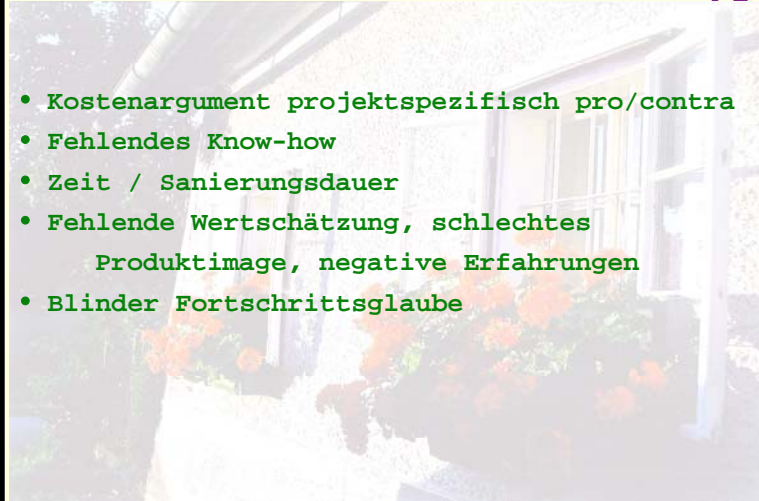 • Kostenargument projektspezifisch pro/contra
• Fehlendes Know-how
• Zeit / Sanierungsdauer
• Fehlende Wertschätzung, schlechtes
Produktimage, negative Erfahrungen
• Blinder Fortschrittsglaube